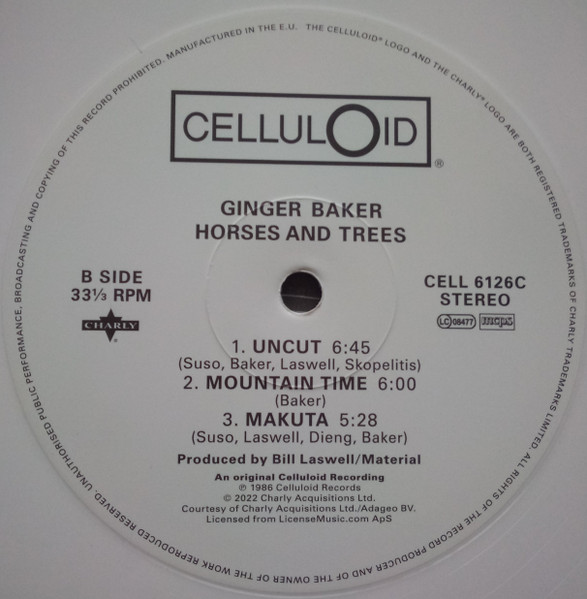 MANUFACTURED IN THE E.U. THE CELLULOID® LOGO AND THE CHARLY® LOGO ARE BOTH REGISTERED TRADEMARKS OF CHARLY TRADEMARKS LIMITED. ALL RIGHTS OF THE RECORD PRODUCER AND OF THE OWNER OF THE WORK REPRODUCED RESERVED. UNAUTHORISED PUBLIC PERFORMANCE, BROADCASTING AND COPYING OF THIS RECORD PROHIBITED.
CELLULOID®
GINGER BAKER
HORSES AND TREES
B SIDE
33⅓ RPM
CHARLY®
CELL 6126C
STEREO
LC 08477 mcps
1. UNCUT 6:45
(Suso, Baker, Laswell, Skopelitis)
2. MOUNTAIN TIME 6:00
(Baker)
3. MAKUTA 5:28
(Suso, Laswell, Dieng, Baker)
Produced by Bill Laswell/Material
An original Celluloid Recording
℗ 1986 Celluloid Records
© 2022 Charly Acquisitions Ltd.
Courtesy of Charly Acquisitions Ltd./Adageo BV.
Licensed from LicenseMusic.com ApS